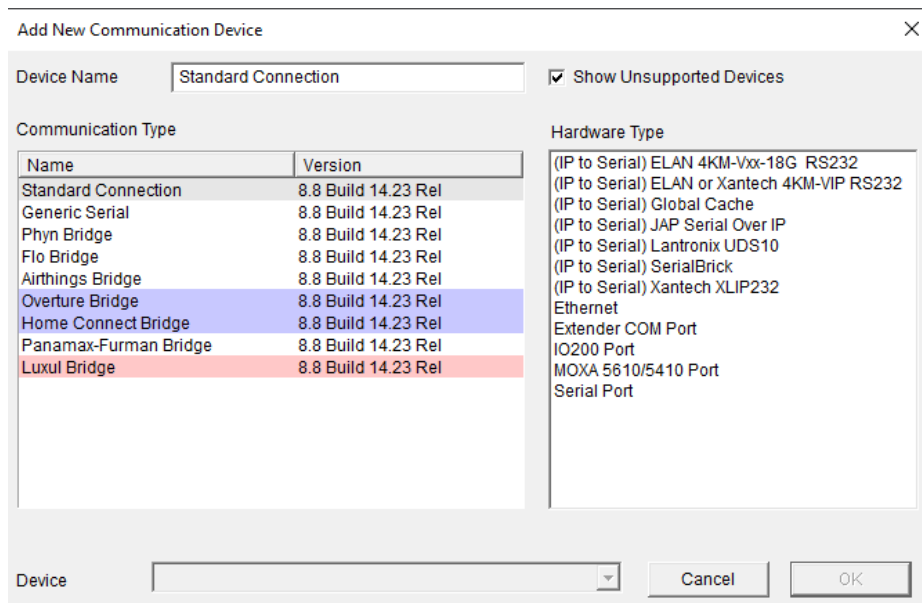 Add New Communication Device
Device Name
Standard Connection
Show Unsupported Devices
Communication Type
Name Version
Standard Connection 8.8 Build 14.23 Rel
Generic Serial 8.8 Build 14.23 Rel
Phyn Bridge 8.8 Build 14.23 Rel
Flo Bridge 8.8 Build 14.23 Rel
Airthings Bridge 8.8 Build 14.23 Rel
Overture Bridge 8.8 Build 14.23 Rel
Home Connect Bridge 8.8 Build 14.23 Rel
Panamax-Furman Bridge 8.8 Build 14.23 Rel
Luxul Bridge 8.8 Build 14.23 Rel
Hardware Type
(IP to Serial) ELAN 4KM-Vxx-18G RS232
(IP to Serial) ELAN or Xantech 4KM-VIP RS232
(IP to Serial) Global Cache
(IP to Serial) JAP Serial Over IP
(IP to Serial) Lantronix UDS10
(IP to Serial) SerialBrick
(IP to Serial) Xantech XLIP232
Ethernet
Extender COM Port
IO200 Port
MOXA 5610/5410 Port
Serial Port
Device
Cancel
OK